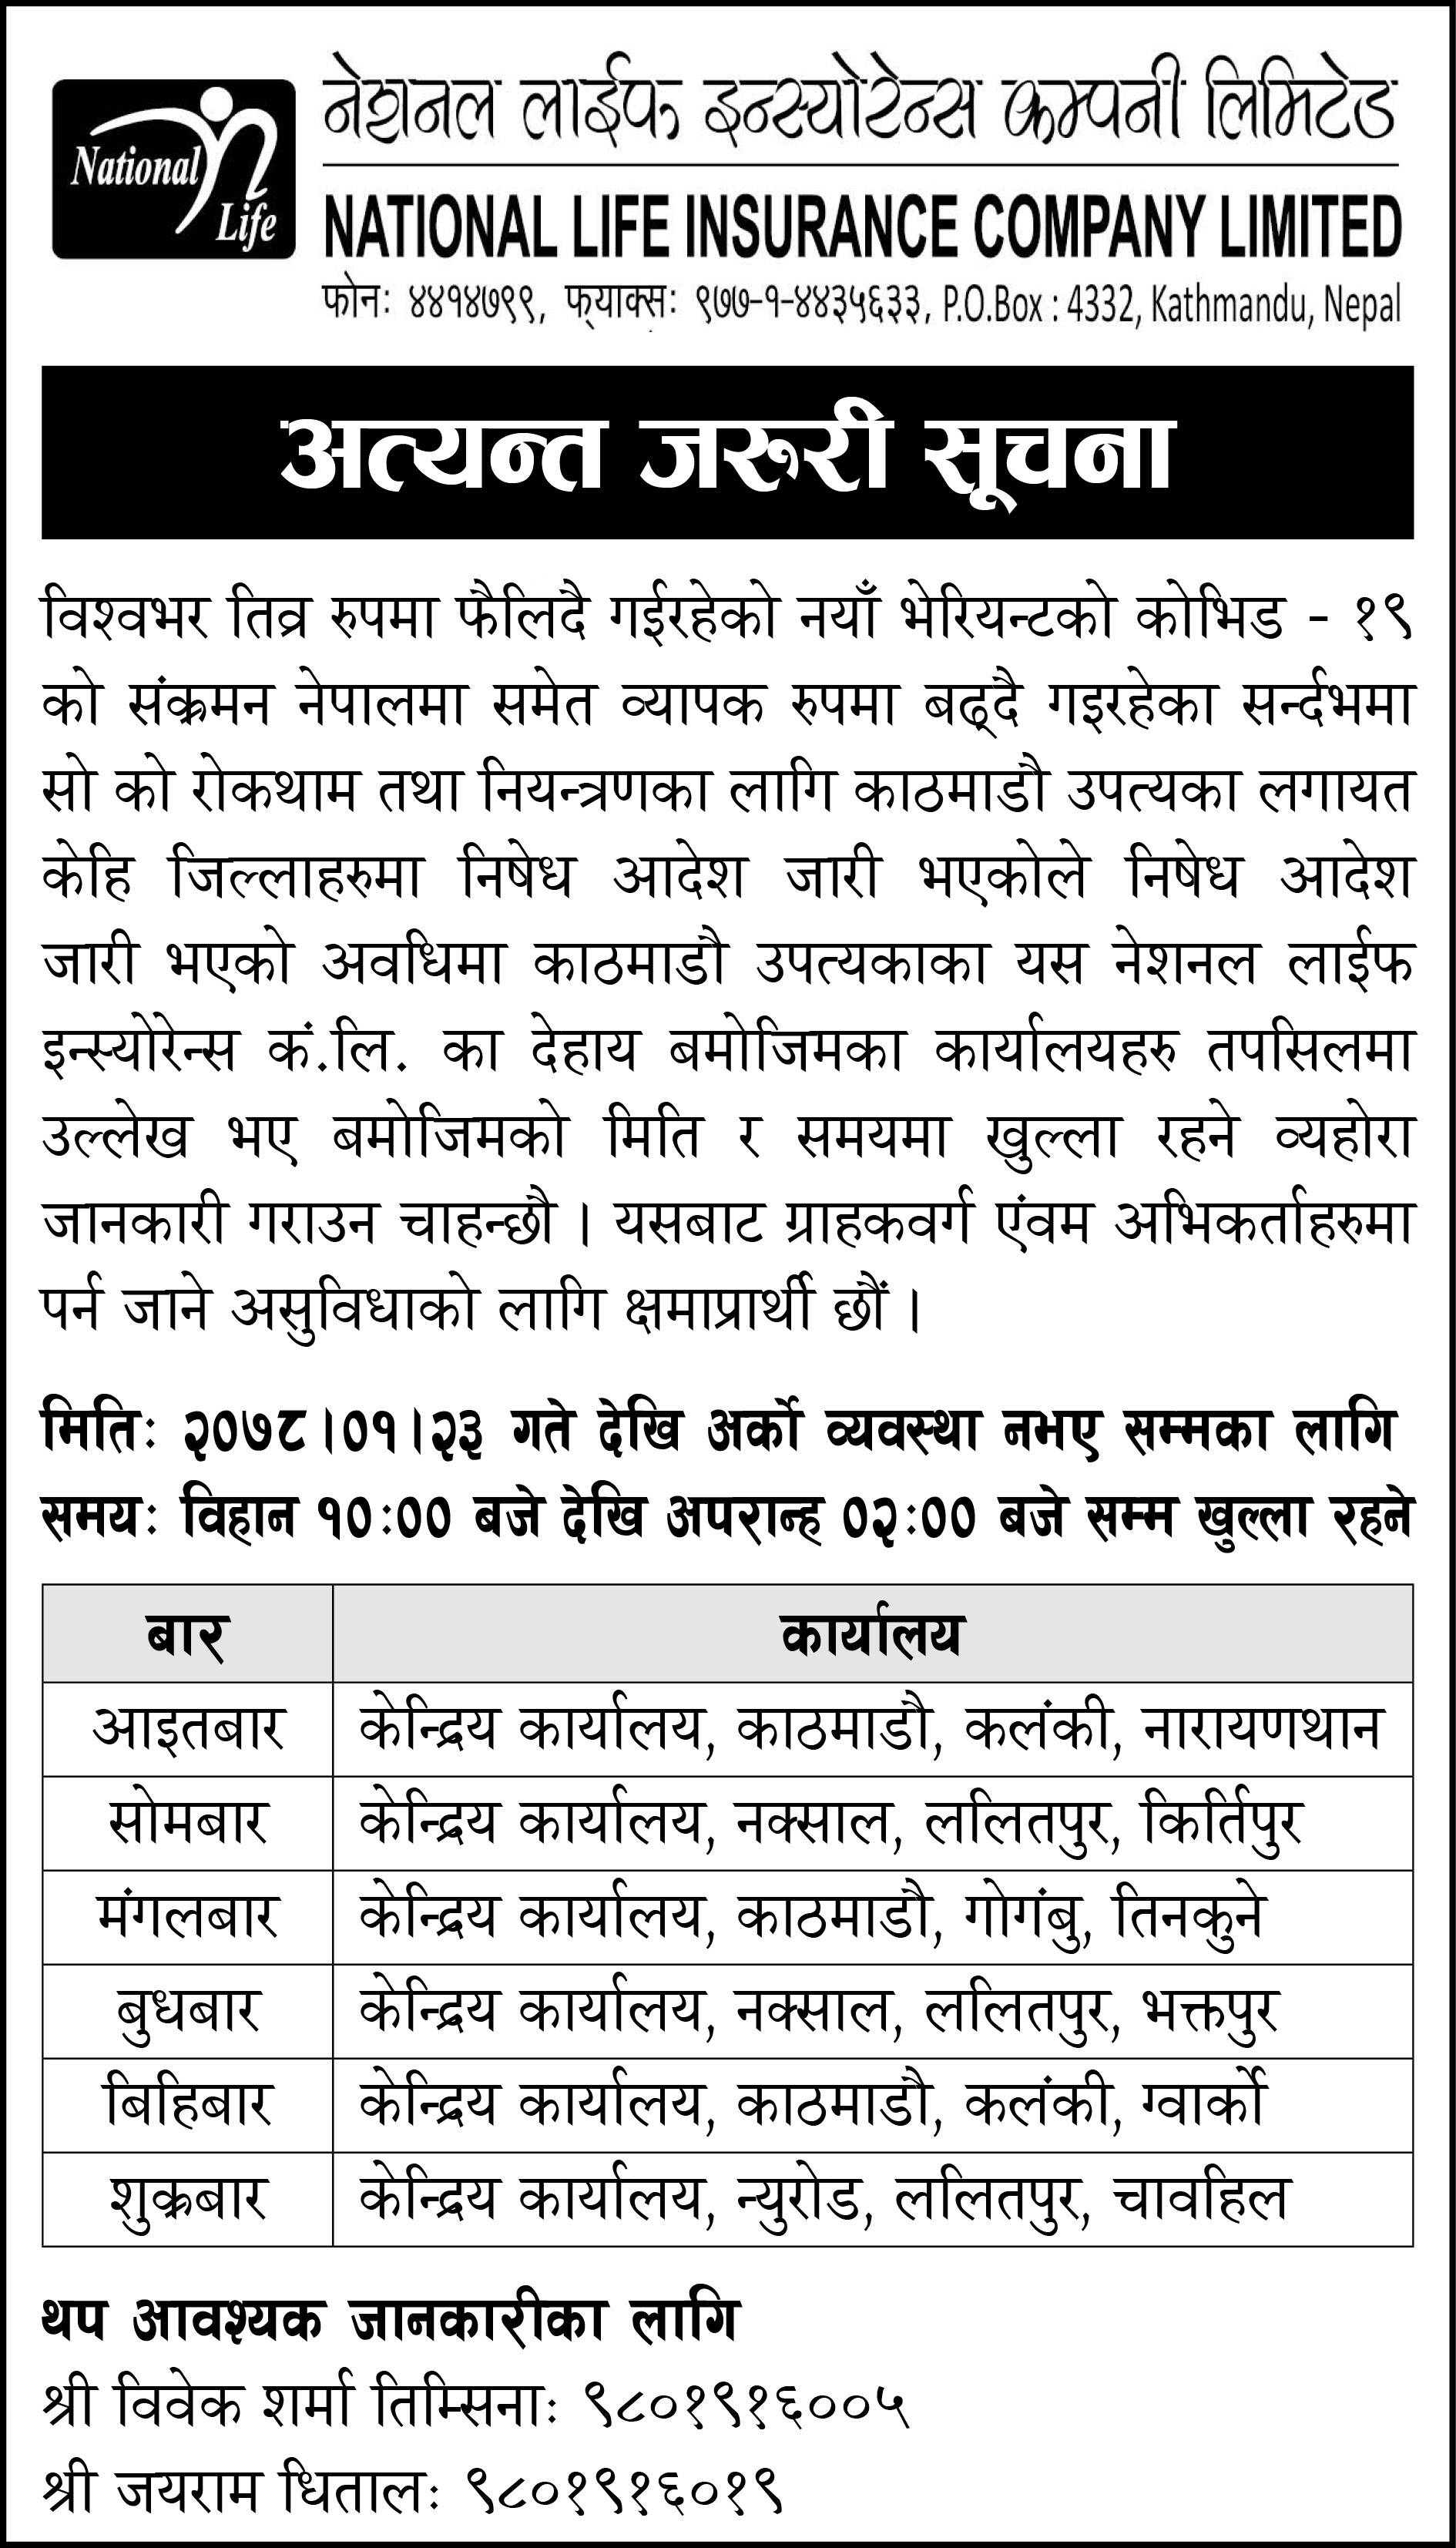 National Life
नेशनल लाईफ इन्स्योरेन्स कम्पनी लिमिटेड
NATIONAL LIFE INSURANCE COMPANY LIMITED
फोनः ४४१४७९९, फ्याक्सः ९७७-१-४४३५६३३, P.O.Box : 4332, Kathmandu, Nepal
अत्यन्त जरुरी सूचना
विश्वभर तिव्र रुपमा फैलिदै गईरहेको नयाँ भेरियन्टको कोभिड - १९
को संक्रमन नेपालमा समेत व्यापक रुपमा बढ्दै गइरहेका सन्र्दभमा
सो को रोकथाम तथा नियन्त्रणका लागि काठमाडौ उपत्यका लगायत
केहि जिल्लाहरुमा निषेध आदेश जारी भएकोले निषेध आदेश
जारी भएको अवधिमा काठमाडौ उपत्यकाका यस नेशनल लाईफ
इन्स्योरेन्स कं.लि. का देहाय बमोजिमका कार्यालयहरु तपसिलमा
उल्लेख भए बमोजिमको मिति र समयमा खुल्ला रहने व्यहोरा
जानकारी गराउन चाहन्छौ । यसबाट ग्राहकवर्ग एंवम अभिकर्ताहरुमा
पर्न जाने असुविधाको लागि क्षमाप्रार्थी छौं ।
मितिः २०७८।०१।२३ गते देखि अर्को व्यवस्था नभए सम्मका लागि
समयः विहान १०:०० बजे देखि अपरान्ह ०२:०० बजे सम्म खुल्ला रहने
बार कार्यालय
आइतबार केन्द्रिय कार्यालय, काठमाडौ, कलंकी, नारायणथान
सोमबार केन्द्रिय कार्यालय, नक्साल, ललितपुर, किर्तिपुर
मंगलबार केन्द्रिय कार्यालय, काठमाडौ, गोगंबु, तिनकुने
बुधबार केन्द्रिय कार्यालय, नक्साल, ललितपुर, भक्तपुर
बिहिबार केन्द्रिय कार्यालय, काठमाडौ, कलंकी, ग्वार्को
शुक्रबार केन्द्रिय कार्यालय, न्युरोड, ललितपुर, चावहिल
थप आवश्यक जानकारीका लागि
श्री विवेक शर्मा तिम्सिनाः ९८०१९१६००५
श्री जयराम धितालः ९८०१९१६०१९